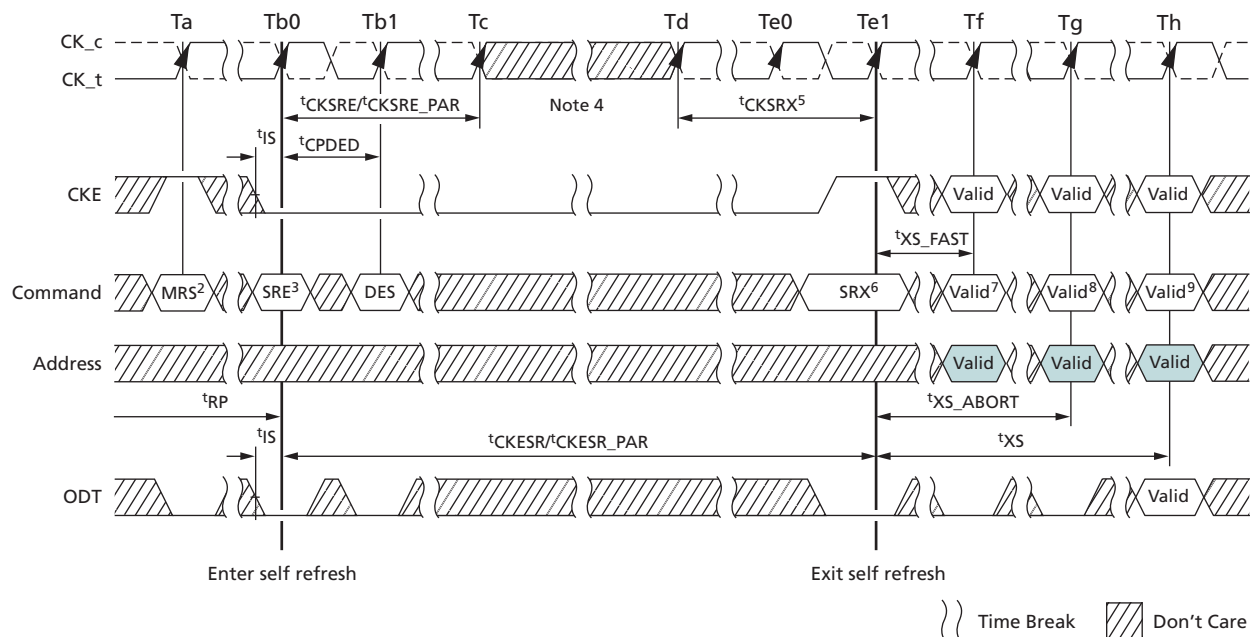 Ta Tb0 Tb1 Tc Td Te0 Te1 Tf Tg Th
CK_c
CK_t
tCKSRE/tCKSRE_PAR Note 4 tCKSRX5
tIS tCPDED
CKE Valid Valid Valid
tXS_FAST
Command MRS2 SRE3 DES SRX6 Valid7 Valid8 Valid9
Address Valid Valid Valid
tRP tXS_ABORT
tIS tCKESR/tCKESR_PAR tXS
ODT Valid
Enter self refresh Exit self refresh
Time Break Don't Care